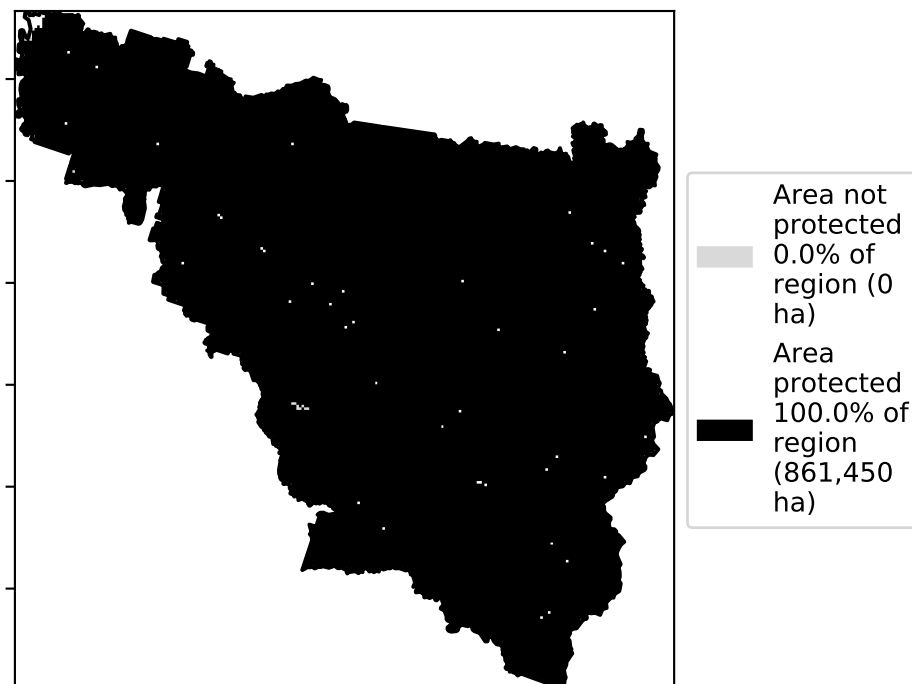 Area not
protected
0.0% of
region (0
ha)
Area
protected
100.0% of
region
(861,450
ha)